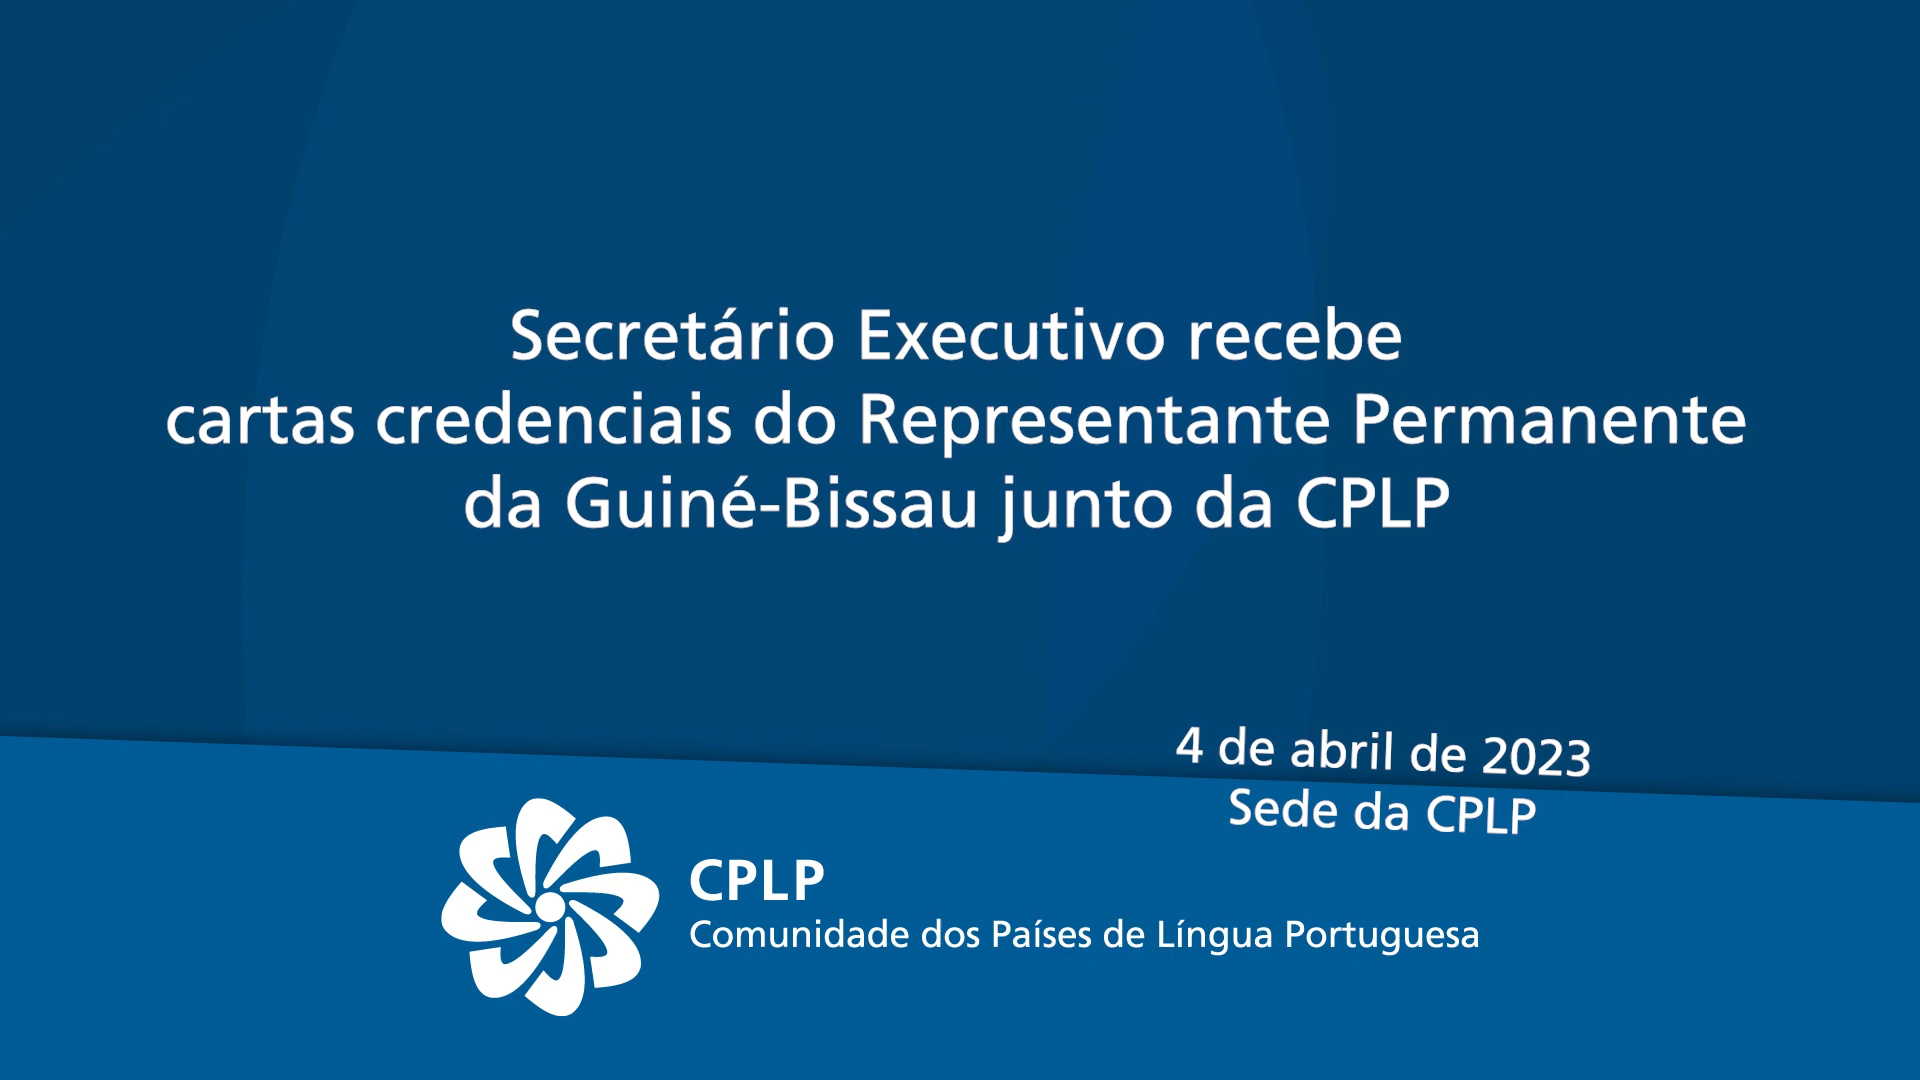 Secretário Executivo recebe
cartas credenciais do Representante Permanente
da Guiné-Bissau junto da CPLP
4 de abril de 2023
Sede da CPLP
CPLP
Comunidade dos Países de Língua Portuguesa